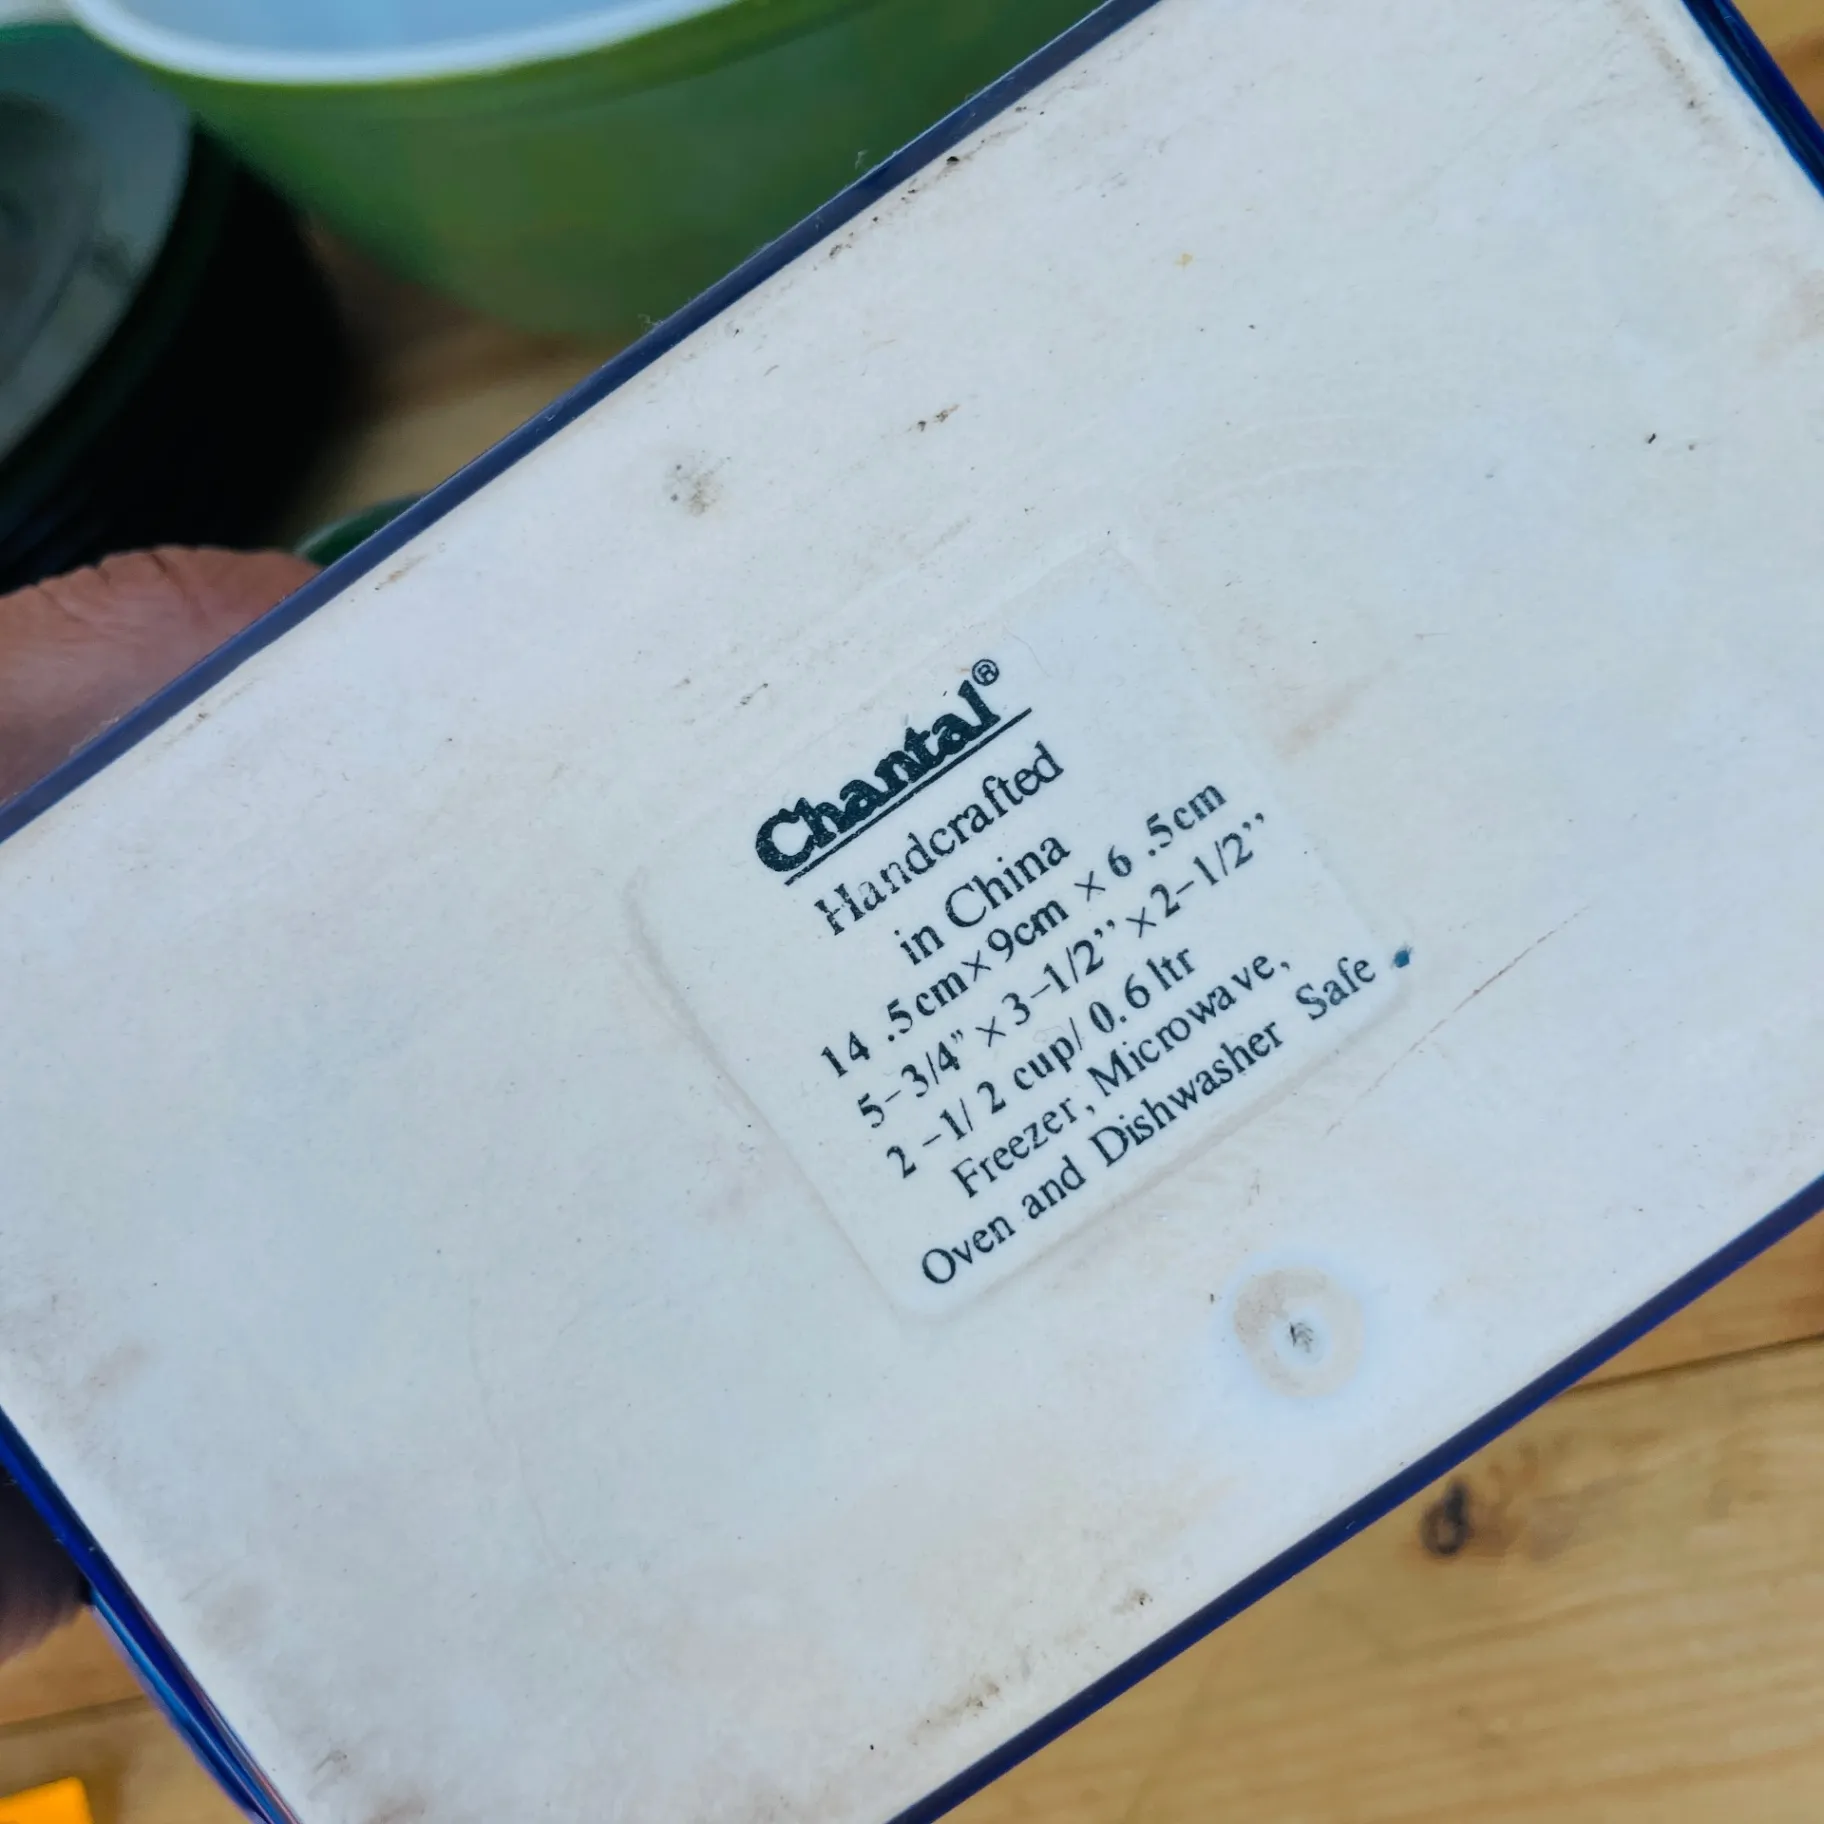 Chantal®
Handcrafted
in China
14 .5cm×9cm × 6 .5cm
5-3/4" × 3-1/2" ×2-1/2"
2 -1/ 2 cup/ 0. 6 ltr
Freezer, Microwave,
Oven and Dishwasher Safe